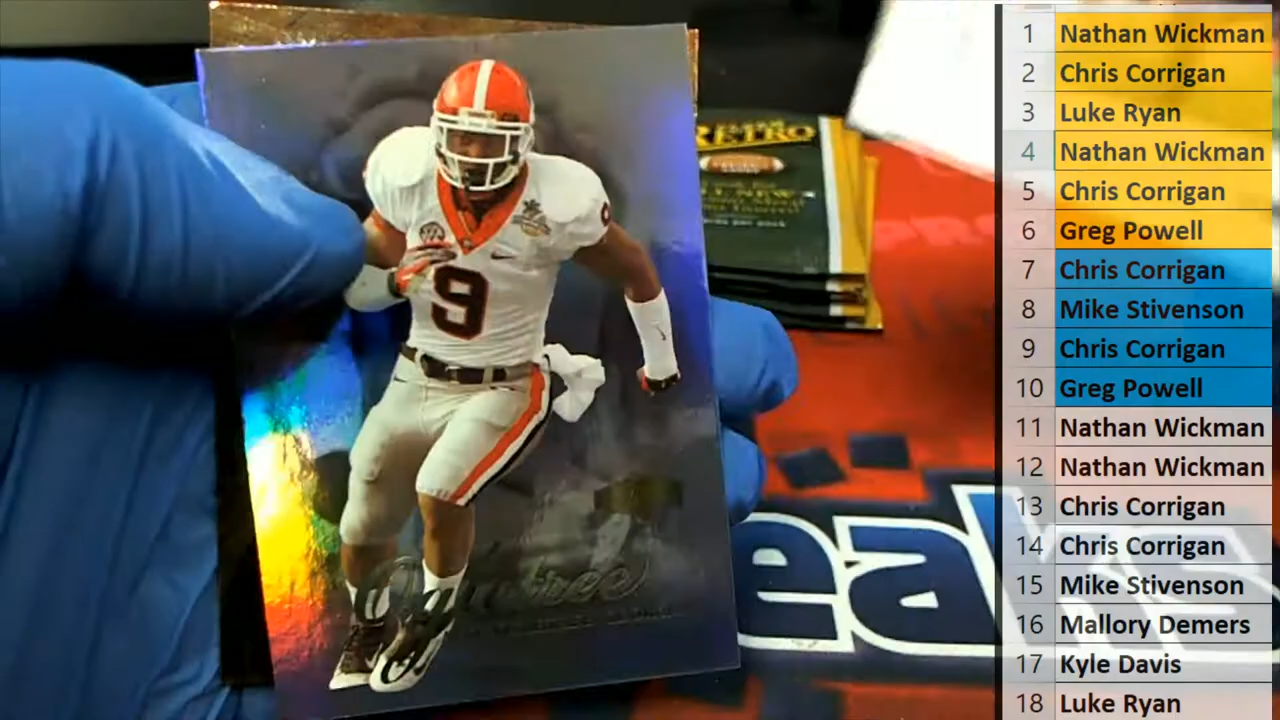 1 Nathan Wickman
2 Chris Corrigan
3 Luke Ryan
4 Nathan Wickman
5 Chris Corrigan
6 Greg Powell
7 Chris Corrigan
8 Mike Stivenson
9 Chris Corrigan
10 Greg Powell
11 Nathan Wickman
12 Nathan Wickman
13 Chris Corrigan
14 Chris Corrigan
15 Mike Stivenson
16 Mallory Demers
17 Kyle Davis
18 Luke Ryan
RETRO
9
eaks